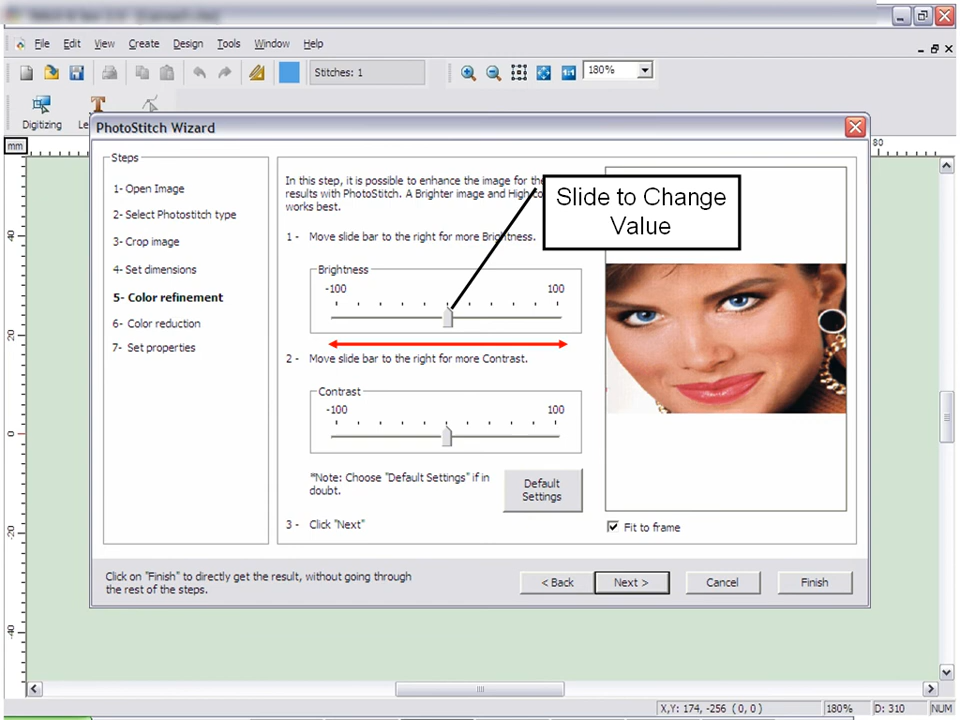 File Edit View Create Design Tools Window Help
Stitches: 1
180%
Digitizing
PhotoStitch Wizard
mm
80
40
20
0
-20
-40
Steps
1- Open Image
2- Select Photostitch type
3- Crop image
4- Set dimensions
5- Color refinement
6- Color reduction
7- Set properties
In this step, it is possible to enhance the image for the
results with PhotoStitch. A Brighter image and High
works best.
Slide to Change
Value
1 - Move slide bar to the right for more Brightness.
Brightness
-100 100
2 - Move slide bar to the right for more Contrast.
Contrast
-100 100
*Note: Choose "Default Settings" if in
doubt.
Default
Settings
3 - Click "Next"
Fit to frame
Click on "Finish" to directly get the result, without going through
the rest of the steps.
< Back Next > Cancel Finish
X,Y: 174, -256 ( 0, 0 ) 180% D: 310 NUM